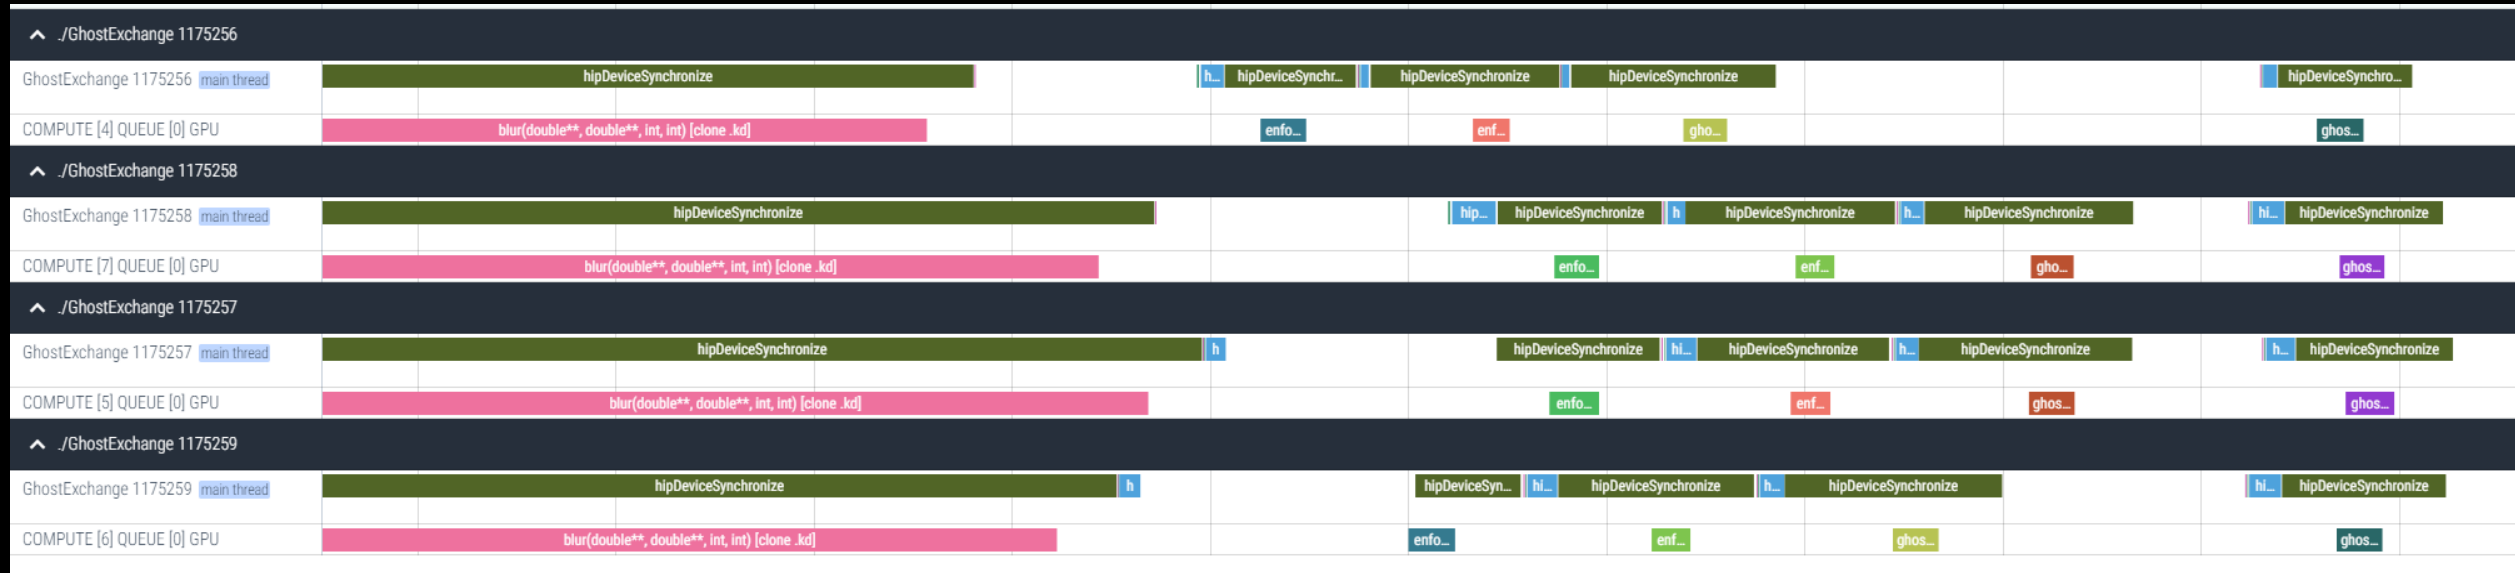 ./GhostExchange 1175256
GhostExchange 1175256 main thread hipDeviceSynchronize h... hipDeviceSynchr... hipDeviceSynchronize hipDeviceSynchronize hipDeviceSynchro...
COMPUTE [4] QUEUE [0] GPU blur(double**, double**, int, int) [clone .kd] enfo... enf... gho... ghos...
./GhostExchange 1175258
GhostExchange 1175258 main thread hipDeviceSynchronize hip... hipDeviceSynchronize h hipDeviceSynchronize h... hipDeviceSynchronize hi... hipDeviceSynchronize
COMPUTE [7] QUEUE [0] GPU blur(double**, double**, int, int) [clone .kd] enfo... enf... gho... ghos...
./GhostExchange 1175257
GhostExchange 1175257 main thread hipDeviceSynchronize h hipDeviceSynchronize hi... hipDeviceSynchronize h... hipDeviceSynchronize h... hipDeviceSynchronize
COMPUTE [5] QUEUE [0] GPU blur(double**, double**, int, int) [clone .kd] enfo... enf... ghos... ghos...
./GhostExchange 1175259
GhostExchange 1175259 main thread hipDeviceSynchronize h hipDeviceSyn... hi... hipDeviceSynchronize h... hipDeviceSynchronize hi... hipDeviceSynchronize
COMPUTE [6] QUEUE [0] GPU blur(double**, double**, int, int) [clone .kd] enfo... enf... ghos... ghos...